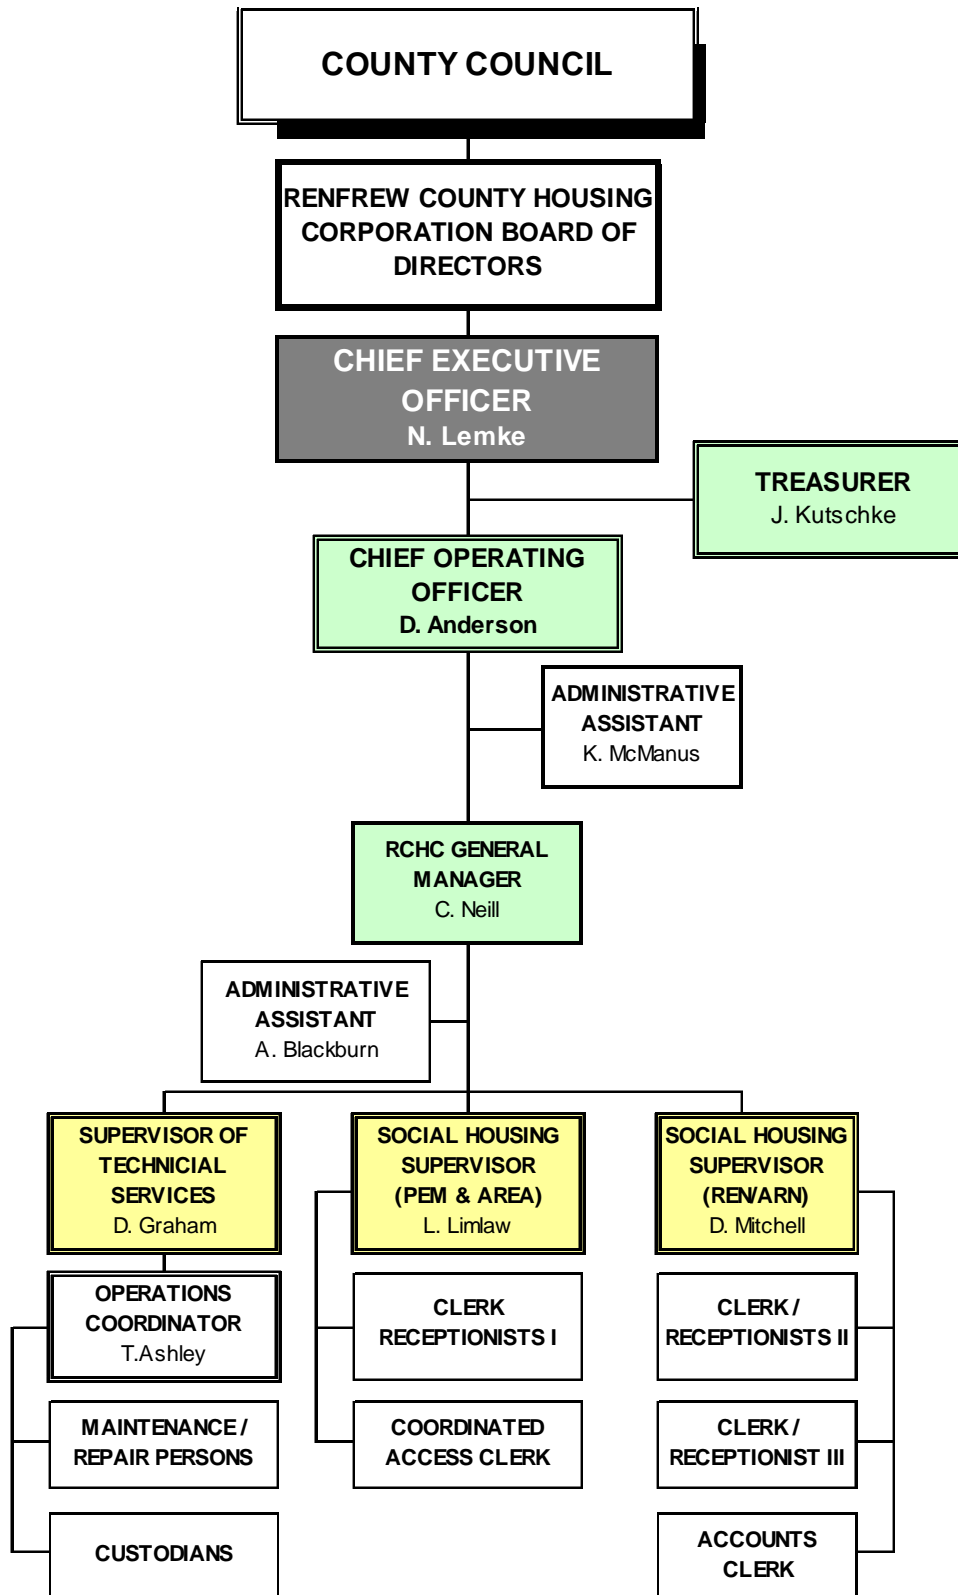 COUNTY COUNCIL
RENFREW COUNTY HOUSING
CORPORATION BOARD OF
DIRECTORS
CHIEF EXECUTIVE
OFFICER
N. Lemke
TREASURER
J. Kutschke
CHIEF OPERATING
OFFICER
D. Anderson
ADMINISTRATIVE
ASSISTANT
K. McManus
RCHC GENERAL
MANAGER
C. Neill
ADMINISTRATIVE
ASSISTANT
A. Blackburn
SUPERVISOR OF
TECHNICIAL
SERVICES
D. Graham
SOCIAL HOUSING
SUPERVISOR
(PEM & AREA)
L. Limlaw
SOCIAL HOUSING
SUPERVISOR
(REN/ARN)
D. Mitchell
OPERATIONS
COORDINATOR
T.Ashley
CLERK
RECEPTIONISTS I
CLERK /
RECEPTIONISTS II
MAINTENANCE /
REPAIR PERSONS
COORDINATED
ACCESS CLERK
CLERK /
RECEPTIONIST III
CUSTODIANS
ACCOUNTS
CLERK